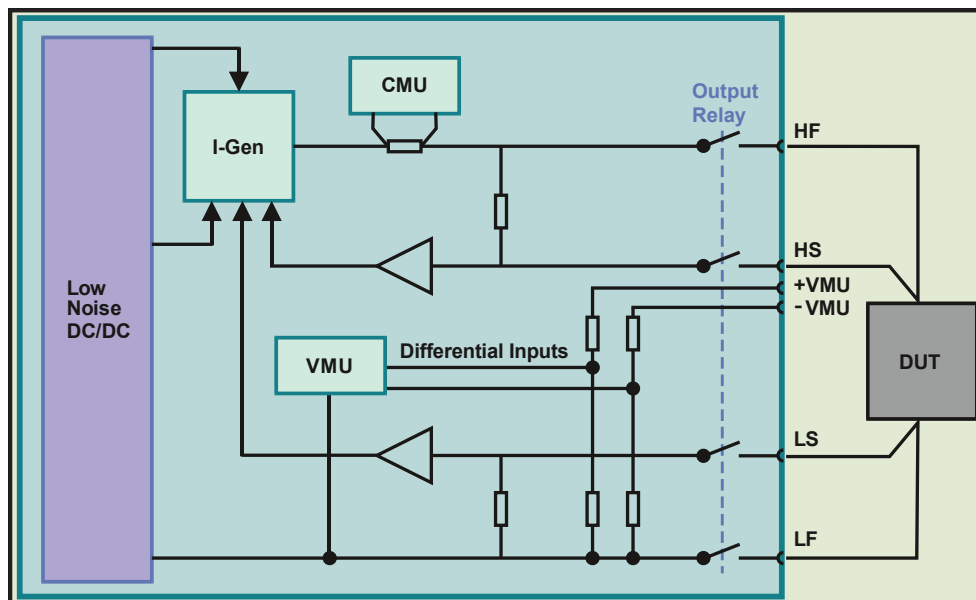 CMU
I-Gen
Output
Relay
HF
HS
+VMU
-VMU
Low
Noise
DC/DC
Differential Inputs
VMU
DUT
LS
LF